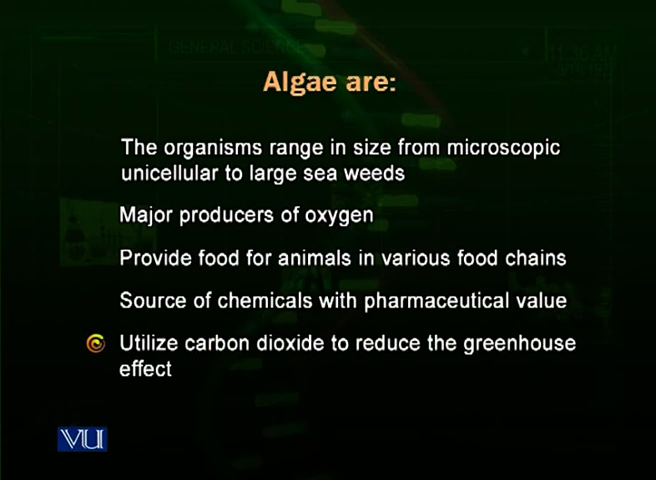 GENERAL SCIENCE
Algae are:
The organisms range in size from microscopic
unicellular to large sea weeds
Major producers of oxygen
Provide food for animals in various food chains
Source of chemicals with pharmaceutical value
Utilize carbon dioxide to reduce the greenhouse
effect
VU